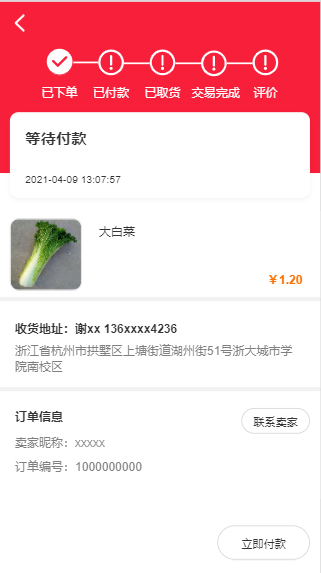 已下单 已付款 已取货 交易完成 评价
等待付款
2021-04-09 13:07:57
大白菜
￥1.20
收货地址：谢xx 136xxxx4236
浙江省杭州市拱墅区上塘街道湖州街51号浙大城市学
院南校区
订单信息 联系卖家
卖家昵称：xxxxx
订单编号：1000000000
立即付款